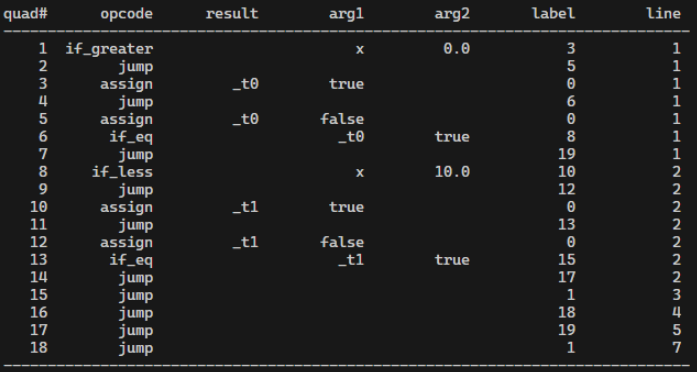 quad# opcode result arg1 arg2 label line
1 if_greater x 0.0 3 1
2 jump 5 1
3 assign _t0 true 0 1
4 jump 6 1
5 assign _t0 false 0 1
6 if_eq _t0 true 8 1
7 jump 19 1
8 if_less x 10.0 10 2
9 jump 12 2
10 assign _t1 true 0 2
11 jump 13 2
12 assign _t1 false 0 2
13 if_eq _t1 true 15 2
14 jump 17 2
15 jump 1 3
16 jump 18 4
17 jump 19 5
18 jump 1 7